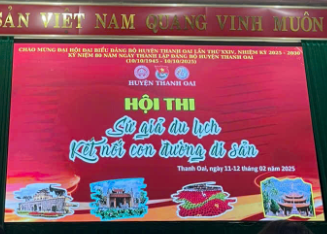 SẢN VIỆT NAM QUANG VINH MUÔN
CHÀO MỪNG ĐẠI HỘI ĐẠI BIỂU ĐẢNG BỘ HUYỆN THANH OAI LẦN THỨ XXIV, NHIỆM KỲ 2025 - 2030
KỶ NIỆM 80 NĂM NGÀY THÀNH LẬP ĐẢNG BỘ HUYỆN THANH OAI
(10/10/1945 - 10/10/2025)
HUYỆN THANH OAI
HỘI THI
Sứ giả du lịch
Kết nối con đường di sản
Thanh Oai, ngày 11-12 tháng 02 năm 2025